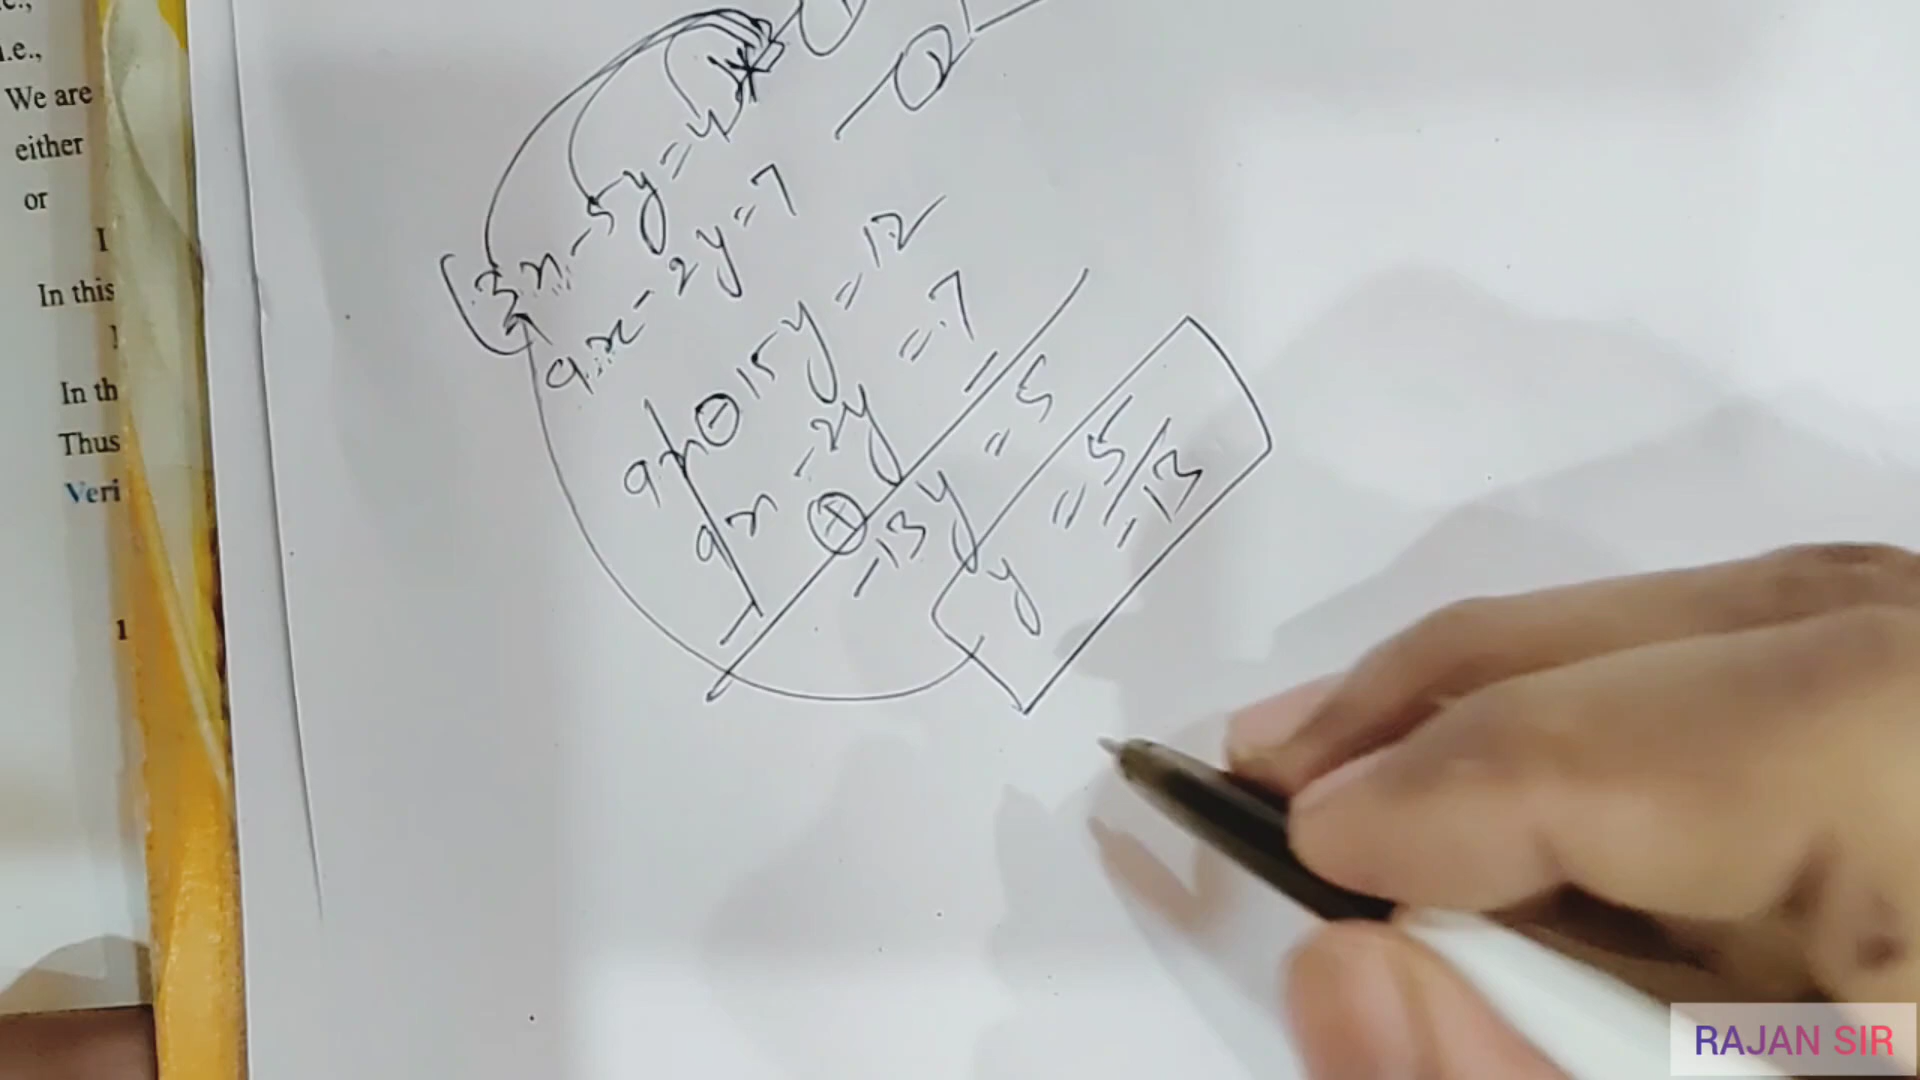 i.e.,
We are
either
or
I
In this
In th
Thus
Veri
1
3x - 5y = 4
9x - 2y = 7 — 2
9x - 15y = 12
9x - 2y = 7
- + -
-13y = 5
y = 5/-13
RAJAN SIR